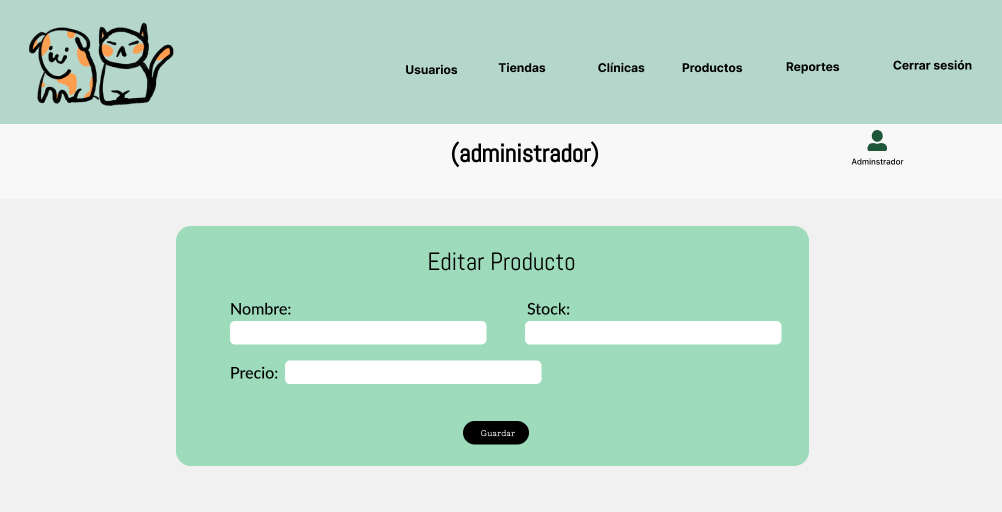 Usuarios Tiendas Clínicas Productos Reportes Cerrar sesión
(administrador)
Adminstrador
Editar Producto
Nombre: Stock:
Precio:
Guardar